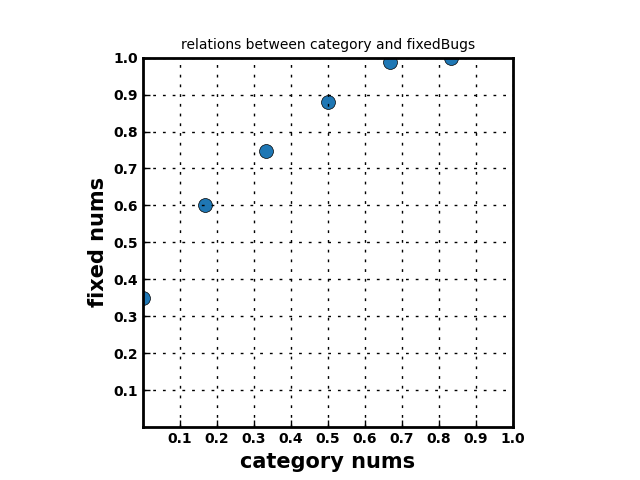 relations between category and fixedBugs
1.0
0.9
0.8
0.7
0.6
0.5
0.4
0.3
0.2
0.1
fixed nums
0.1 0.2 0.3 0.4 0.5 0.6 0.7 0.8 0.9 1.0
category nums